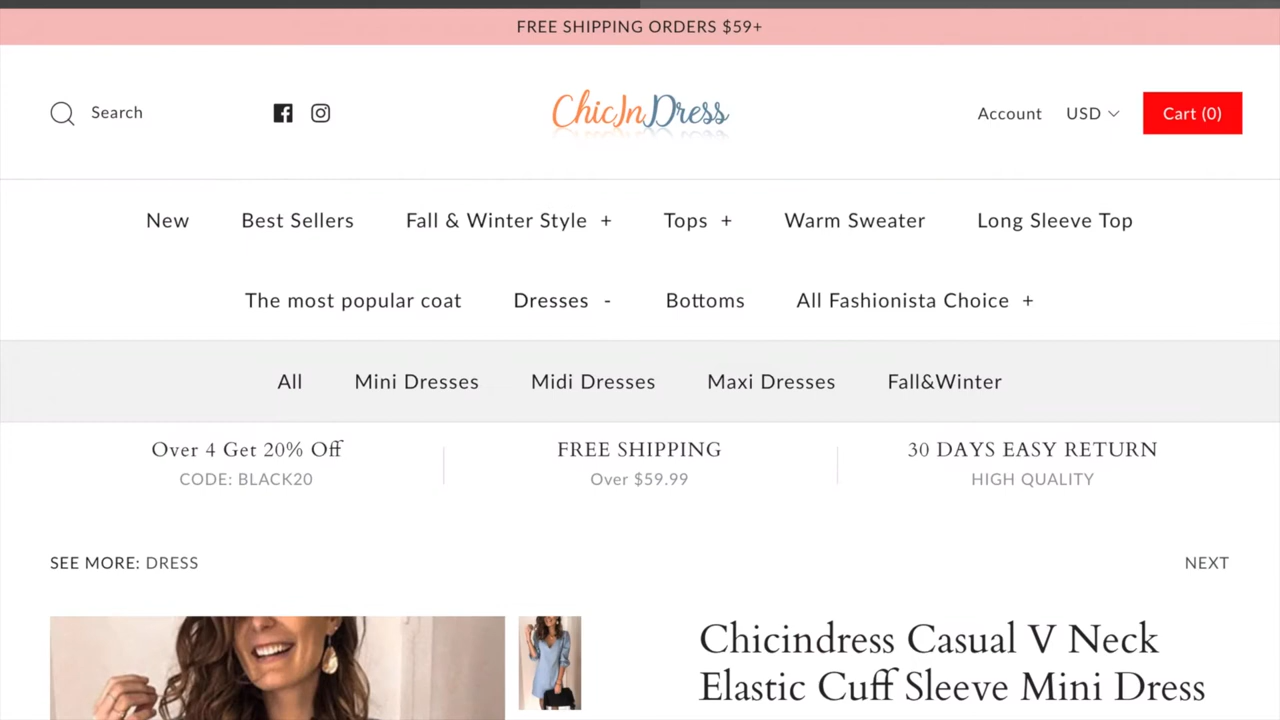 FREE SHIPPING ORDERS $59+
Search
ChicInDress
Account
USD
Cart (0)
New
Best Sellers
Fall & Winter Style +
Tops +
Warm Sweater
Long Sleeve Top
The most popular coat
Dresses -
Bottoms
All Fashionista Choice +
All
Mini Dresses
Midi Dresses
Maxi Dresses
Fall&Winter
Over 4 Get 20% Off
CODE: BLACK20
FREE SHIPPING
Over $59.99
30 DAYS EASY RETURN
HIGH QUALITY
SEE MORE: DRESS
NEXT
Chicindress Casual V Neck
Elastic Cuff Sleeve Mini Dress